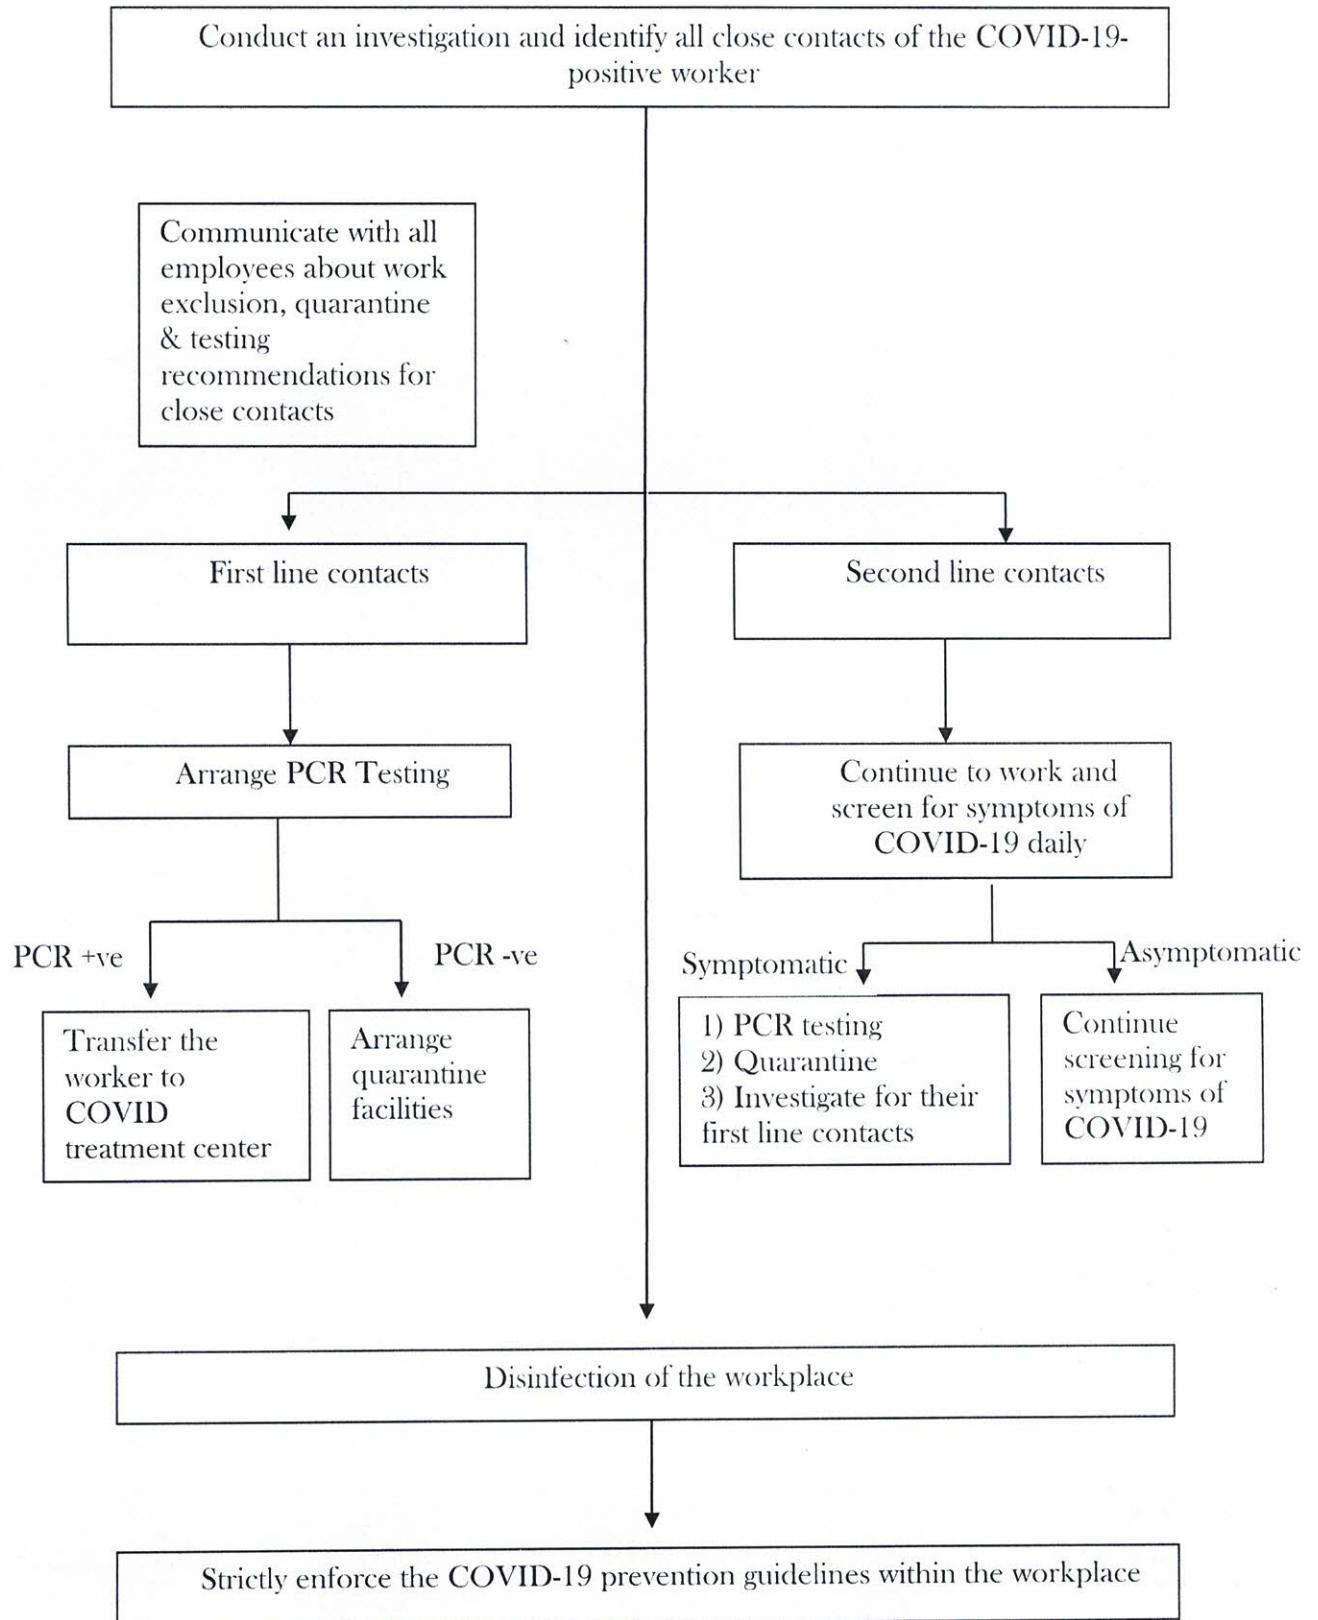 Conduct an investigation and identify all close contacts of the COVID-19-
positive worker
Communicate with all
employees about work
exclusion, quarantine
& testing
recommendations for
close contacts
First line contacts
Second line contacts
Arrange PCR Testing
Continue to work and
screen for symptoms of
COVID-19 daily
PCR +ve
PCR -ve
Symptomatic
Asymptomatic
Transfer the
worker to
COVID
treatment center
Arrange
quarantine
facilities
1) PCR testing
2) Quarantine
3) Investigate for their
first line contacts
Continue
screening for
symptoms of
COVID-19
Disinfection of the workplace
Strictly enforce the COVID-19 prevention guidelines within the workplace